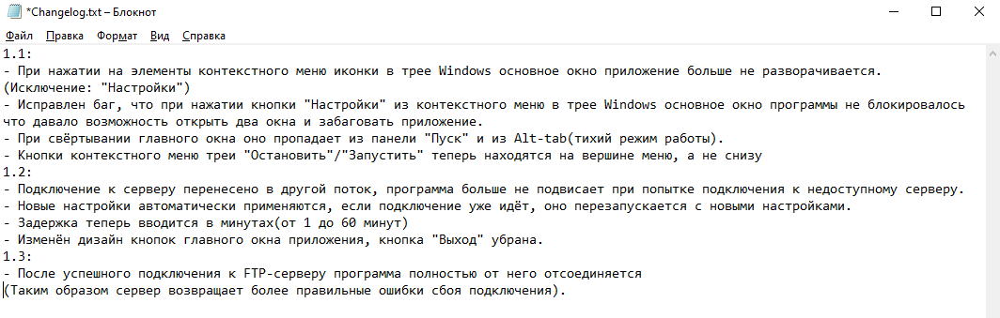 *Changelog.txt – Блокнот
Файл Правка Формат Вид Справка
1.1:
- При нажатии на элементы контекстного меню иконки в трее Windows основное окно приложение больше не разворачивается.
(Исключение: "Настройки")
- Исправлен баг, что при нажатии кнопки "Настройки" из контекстного меню в трее Windows основное окно программы не блокировалось
что давало возможность открыть два окна и забаговать приложение.
- При свёртывании главного окна оно пропадает из панели "Пуск" и из Alt-tab(тихий режим работы).
- Кнопки контекстного меню треи "Остановить"/"Запустить" теперь находятся на вершине меню, а не снизу
1.2:
- Подключение к серверу перенесено в другой поток, программа больше не подвисает при попытке подключения к недоступному серверу.
- Новые настройки автоматически применяются, если подключение уже идёт, оно перезапускается с новыми настройками.
- Задержка теперь вводится в минутах(от 1 до 60 минут)
- Изменён дизайн кнопок главного окна приложения, кнопка "Выход" убрана.
1.3:
- После успешного подключения к FTP-серверу программа полностью от него отсоединяется
(Таким образом сервер возвращает более правильные ошибки сбоя подключения).